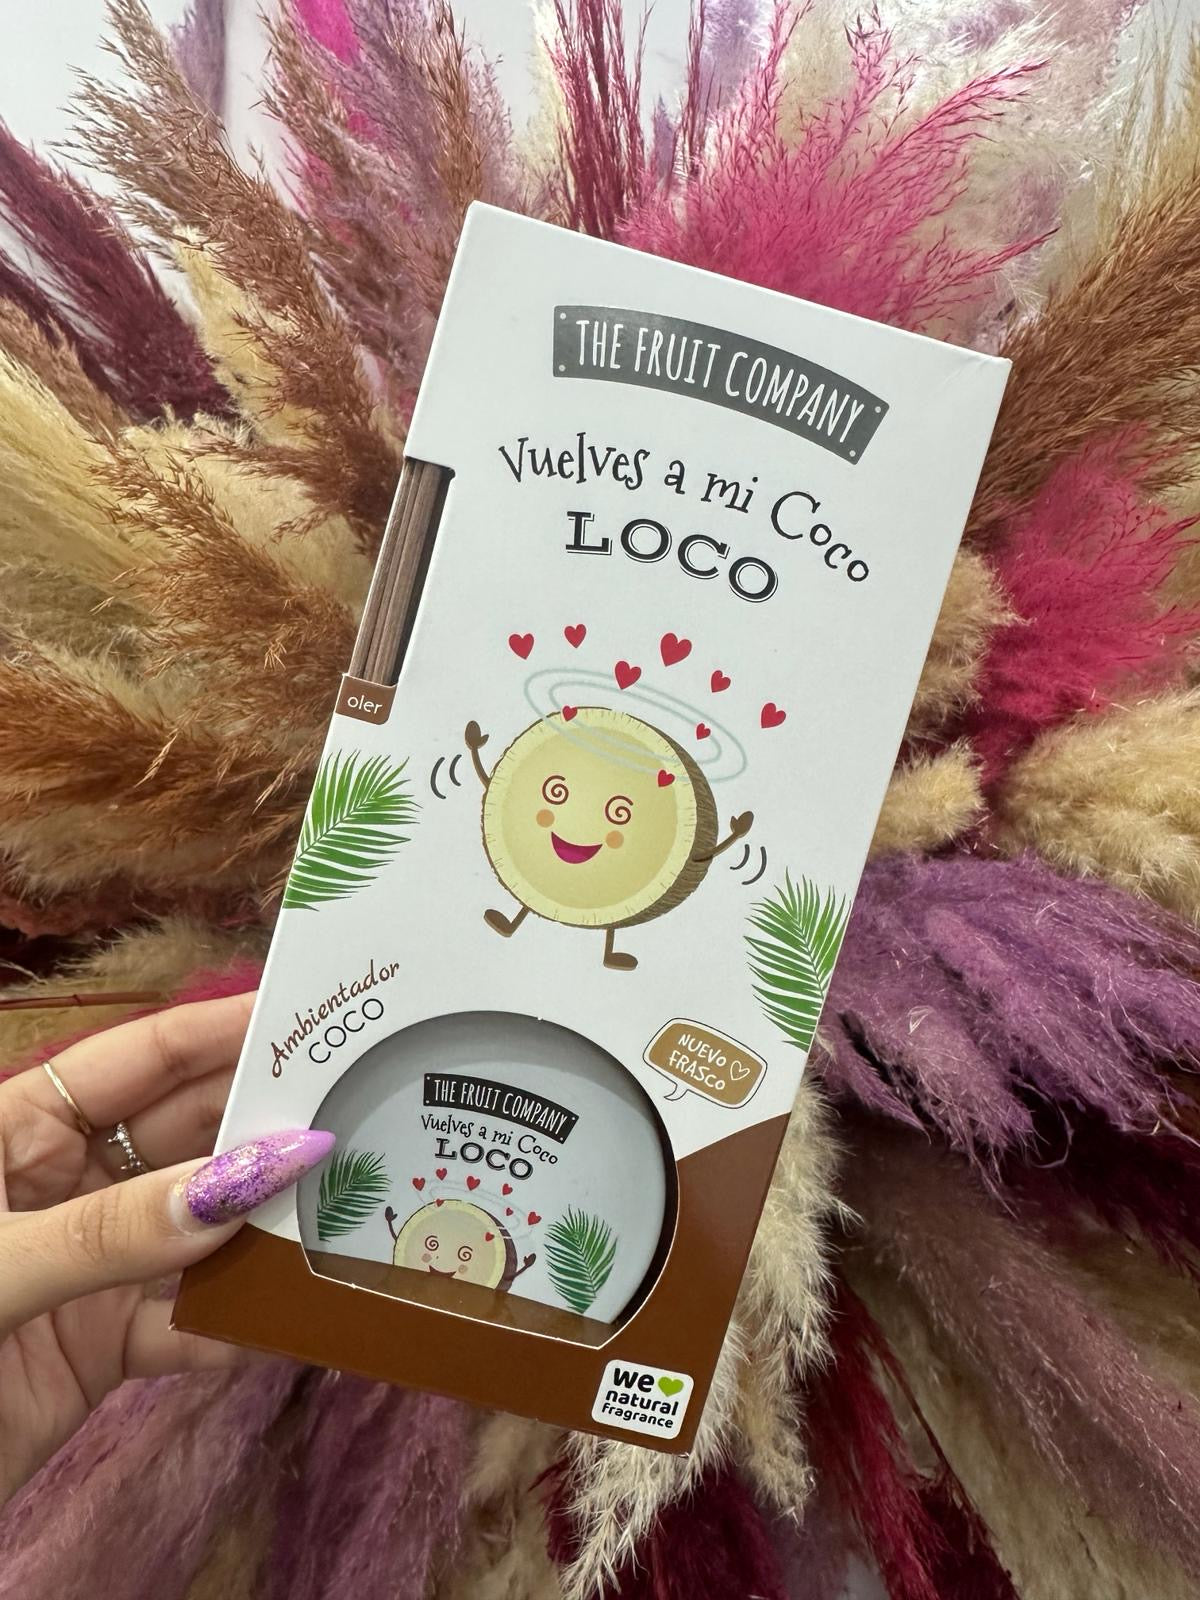 THE FRUIT COMPANY
Vuelves a mi Coco
LOCO
oler
Ambientador
COCO
NUEVO
FRASCO
THE FRUIT COMPANY
Vuelves a mi Coco
LOCO
we
natural
fragrance